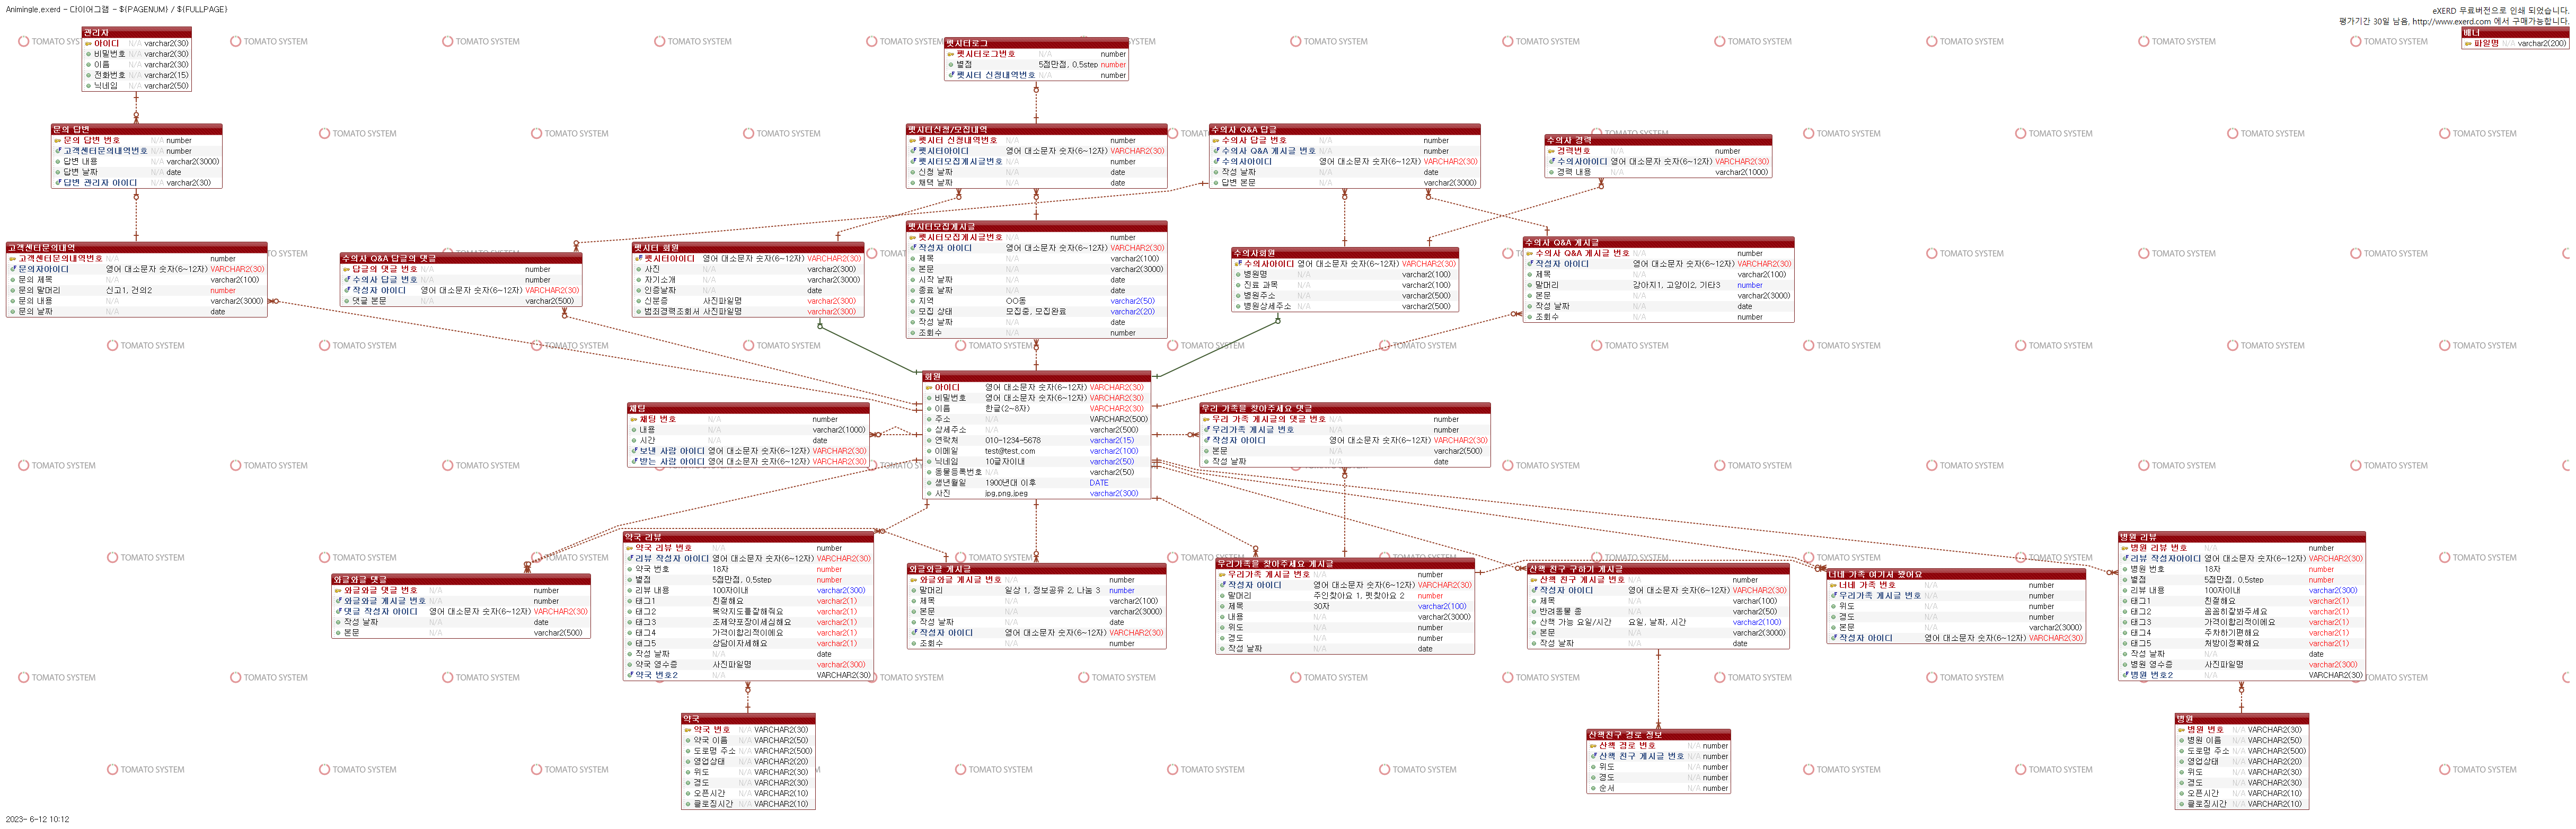 Animingle.exerd - 다이어그램 - ${PAGENUM} / ${FULLPAGE}
eXERD 무료버전으로 인쇄 되었습니다.
평가기간 30일 남음, http://www.exerd.com 에서 구매가능합니다.
관리자
아이디 N/A varchar2(30)
비밀번호 N/A varchar2(30)
이름 N/A varchar2(30)
전화번호 N/A varchar2(15)
닉네임 N/A varchar2(50)
펫시터로그
펫시터로그번호 N/A number
별점 5점만점, 0.5step number
펫시터 신청내역번호 N/A number
배너
파일명 N/A varchar2(200)
문의 답변
문의 답변 번호 N/A number
고객센터문의내역번호 N/A number
답변 내용 N/A varchar2(3000)
답변 날짜 N/A date
답변 관리자 아이디 N/A varchar2(30)
펫시터신청/모집내역
펫시터 신청내역번호 N/A number
펫시터아이디 영어 대소문자 숫자(6~12자) VARCHAR2(30)
펫시터모집게시글번호 N/A number
신청 날짜 N/A date
채택 날짜 N/A date
수의사 Q&A 답글
수의사 답글 번호 N/A number
수의사 Q&A 게시글 번호 N/A number
수의사아이디 영어 대소문자 숫자(6~12자) VARCHAR2(30)
작성 날짜 N/A date
답변 본문 N/A varchar2(3000)
수의사 경력
경력번호 N/A number
수의사아이디 영어 대소문자 숫자(6~12자) VARCHAR2(30)
경력 내용 N/A varchar2(1000)
고객센터문의내역
고객센터문의내역번호 N/A number
문의자아이디 영어 대소문자 숫자(6~12자) VARCHAR2(30)
문의 제목 N/A varchar2(100)
문의 말머리 신고1, 건의2 number
문의 내용 N/A varchar2(3000)
문의 날짜 N/A date
수의사 Q&A 답글의 댓글
답글의 댓글 번호 N/A number
수의사 답글 번호 N/A number
작성자 아이디 영어 대소문자 숫자(6~12자) VARCHAR2(30)
댓글 본문 N/A varchar2(500)
펫시터 회원
펫시터아이디 영어 대소문자 숫자(6~12자) VARCHAR2(30)
사진 N/A varchar2(300)
자기소개 N/A varchar2(3000)
인증날짜 N/A date
신분증 사진파일명 varchar2(300)
범죄경력조회서 사진파일명 varchar2(300)
펫시터모집게시글
펫시터모집게시글번호 N/A number
작성자 아이디 영어 대소문자 숫자(6~12자) VARCHAR2(30)
제목 N/A varchar2(100)
본문 N/A varchar2(3000)
시작 날짜 N/A date
종료 날짜 N/A date
지역 OO동 varchar2(50)
모집 상태 모집중, 모집완료 varchar2(20)
작성 날짜 N/A date
조회수 N/A number
수의사회원
수의사아이디 영어 대소문자 숫자(6~12자) VARCHAR2(30)
병원명 N/A varchar2(100)
진료 과목 N/A varchar2(100)
병원주소 N/A varchar2(500)
병원상세주소 N/A varchar2(500)
수의사 Q&A 게시글
수의사 Q&A 게시글 번호 N/A number
작성자 아이디 영어 대소문자 숫자(6~12자) VARCHAR2(30)
제목 N/A varchar2(100)
말머리 강아지1, 고양이2, 기타3 number
본문 N/A varchar2(3000)
작성 날짜 N/A date
조회수 N/A number
회원
아이디 영어 대소문자 숫자(6~12자) VARCHAR2(30)
비밀번호 영어 대소문자 숫자(6~12자) VARCHAR2(30)
이름 한글(2~8자) VARCHAR2(30)
주소 N/A VARCHAR2(500)
상세주소 N/A varchar2(500)
연락처 010-1234-5678 varchar2(15)
이메일 test@test.com varchar2(100)
닉네임 10글자이내 varchar2(50)
동물등록번호 N/A varchar2(50)
생년월일 1900년대 이후 DATE
사진 jpg,png,jpeg varchar2(300)
채팅
채팅 번호 N/A number
내용 N/A varchar2(1000)
시간 N/A date
보낸 사람 아이디 영어 대소문자 숫자(6~12자) VARCHAR2(30)
받는 사람 아이디 영어 대소문자 숫자(6~12자) VARCHAR2(30)
우리 가족을 찾아주세요 댓글
우리 가족 게시글의 댓글 번호 N/A number
우리가족 게시글 번호 N/A number
작성자 아이디 영어 대소문자 숫자(6~12자) VARCHAR2(30)
본문 N/A varchar2(500)
작성 날짜 N/A date
와글와글 댓글
와글와글 댓글 번호 N/A number
와글와글 게시글 번호 N/A number
댓글 작성자 아이디 영어 대소문자 숫자(6~12자) VARCHAR2(30)
작성 날짜 N/A date
본문 N/A varchar2(500)
약국 리뷰
약국 리뷰 번호 N/A number
리뷰 작성자 아이디 영어 대소문자 숫자(6~12자) VARCHAR2(30)
약국 번호 18자 number
별점 5점만점, 0.5step number
리뷰 내용 100자이내 varchar2(300)
태그1 친절해요 varchar2(1)
태그2 복약지도를잘해줘요 varchar2(1)
태그3 조제약포장이세심해요 varchar2(1)
태그4 가격이합리적이에요 varchar2(1)
태그5 상담이자세해요 varchar2(1)
작성 날짜 N/A date
약국 영수증 사진파일명 varchar2(300)
약국 번호2 N/A VARCHAR2(30)
와글와글 게시글
와글와글 게시글 번호 N/A number
말머리 일상 1, 정보공유 2, 나눔 3 number
제목 N/A varchar2(100)
본문 N/A varchar2(3000)
작성 날짜 N/A date
작성자 아이디 영어 대소문자 숫자(6~12자) VARCHAR2(30)
조회수 N/A number
우리가족을 찾아주세요 게시글
우리가족 게시글 번호 N/A number
작성자 아이디 영어 대소문자 숫자(6~12자) VARCHAR2(30)
말머리 주인찾아요 1, 펫찾아요 2 number
제목 30자 varchar2(100)
내용 N/A varchar2(3000)
위도 N/A number
경도 N/A number
작성 날짜 N/A date
산책 친구 구하기 게시글
산책 친구 게시글 번호 N/A number
작성자 아이디 영어 대소문자 숫자(6~12자) VARCHAR2(30)
제목 N/A varchar(100)
반려동물 종 N/A varchar2(50)
산책 가능 요일/시간 요일, 날짜, 시간 varchar2(100)
본문 N/A varchar2(3000)
작성 날짜 N/A date
너네 가족 여기서 봤어요
너네 가족 번호 N/A number
우리가족 게시글 번호 N/A number
위도 N/A number
경도 N/A number
본문 N/A varchar2(3000)
작성자 아이디 영어 대소문자 숫자(6~12자) VARCHAR2(30)
병원 리뷰
병원 리뷰 번호 N/A number
리뷰 작성자아이디 영어 대소문자 숫자(6~12자) VARCHAR2(30)
병원 번호 18자 number
별점 5점만점, 0.5step number
리뷰 내용 100자이내 varchar2(300)
태그1 친절해요 varchar2(1)
태그2 꼼꼼히잘봐주세요 varchar2(1)
태그3 가격이합리적이에요 varchar2(1)
태그4 주차하기편해요 varchar2(1)
태그5 처방이정확해요 varchar2(1)
작성 날짜 N/A date
병원 영수증 사진파일명 varchar2(300)
병원 번호2 N/A VARCHAR2(30)
약국
약국 번호 N/A VARCHAR2(30)
약국 이름 N/A VARCHAR2(50)
도로명 주소 N/A VARCHAR2(500)
영업상태 N/A VARCHAR2(20)
위도 N/A VARCHAR2(30)
경도 N/A VARCHAR2(30)
오픈시간 N/A VARCHAR2(10)
클로징시간 N/A VARCHAR2(10)
산책친구 경로 정보
산책 경로 번호 N/A number
산책 친구 게시글 번호 N/A number
위도 N/A number
경도 N/A number
순서 N/A number
병원
병원 번호 N/A VARCHAR2(30)
병원 이름 N/A VARCHAR2(50)
도로명 주소 N/A VARCHAR2(500)
영업상태 N/A VARCHAR2(20)
위도 N/A VARCHAR2(30)
경도 N/A VARCHAR2(30)
오픈시간 N/A VARCHAR2(10)
클로징시간 N/A VARCHAR2(10)
TOMATO SYSTEM
2023- 6-12 10:12